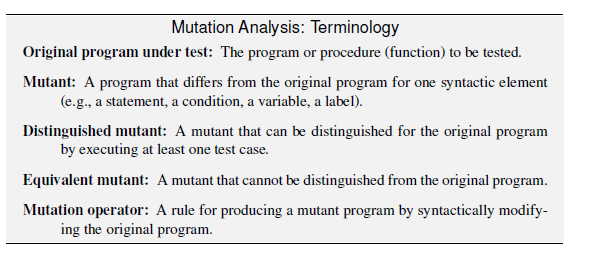 Mutation Analysis: Terminology
Original program under test: The program or procedure (function) to be tested.
Mutant: A program that differs from the original program for one syntactic element
(e.g., a statement, a condition, a variable, a label).
Distinguished mutant: A mutant that can be distinguished for the original program
by executing at least one test case.
Equivalent mutant: A mutant that cannot be distinguished from the original program.
Mutation operator: A rule for producing a mutant program by syntactically modify-
ing the original program.